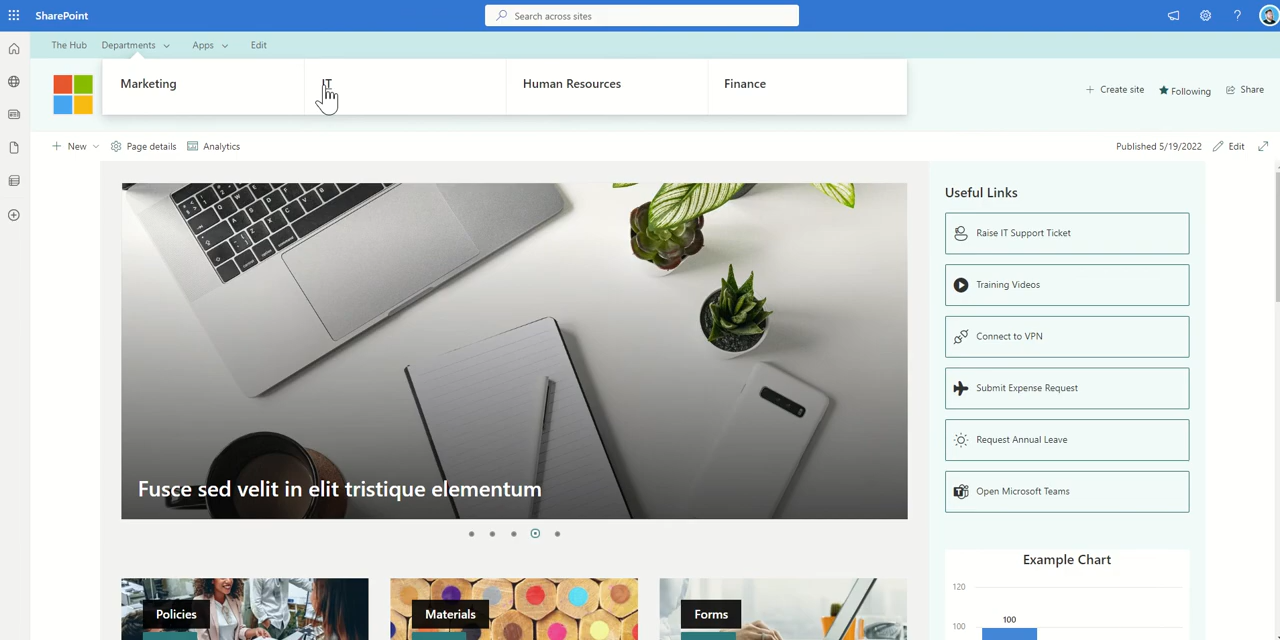 SharePoint
Search across sites
?
The Hub
Departments
Apps
Edit
Marketing
IT
Human Resources
Finance
Create site
Following
Share
New
Page details
Analytics
Published 5/19/2022
Edit
Fusce sed velit in elit tristique elementum
Useful Links
Raise IT Support Ticket
Training Videos
Connect to VPN
Submit Expense Request
Request Annual Leave
Open Microsoft Teams
Example Chart
120
100
100
Policies
Materials
Forms